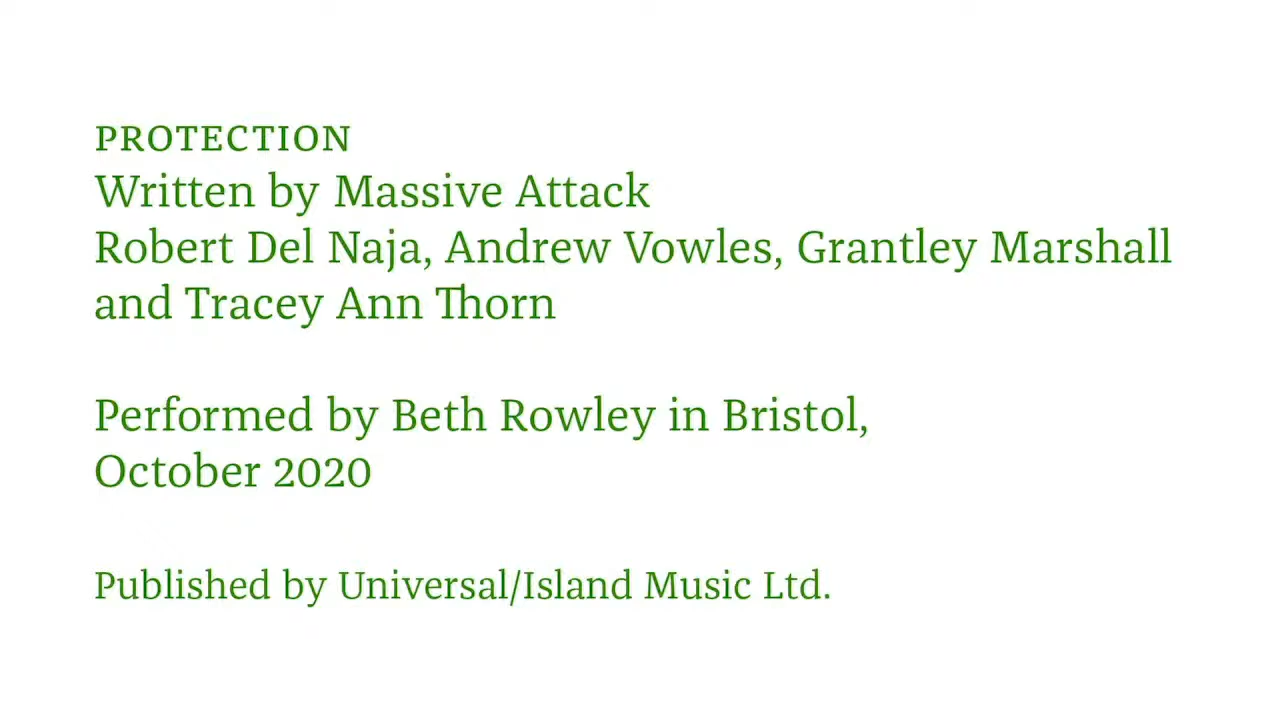 PROTECTION
Written by Massive Attack
Robert Del Naja, Andrew Vowles, Grantley Marshall
and Tracey Ann Thorn
Performed by Beth Rowley in Bristol,
October 2020
Published by Universal/Island Music Ltd.